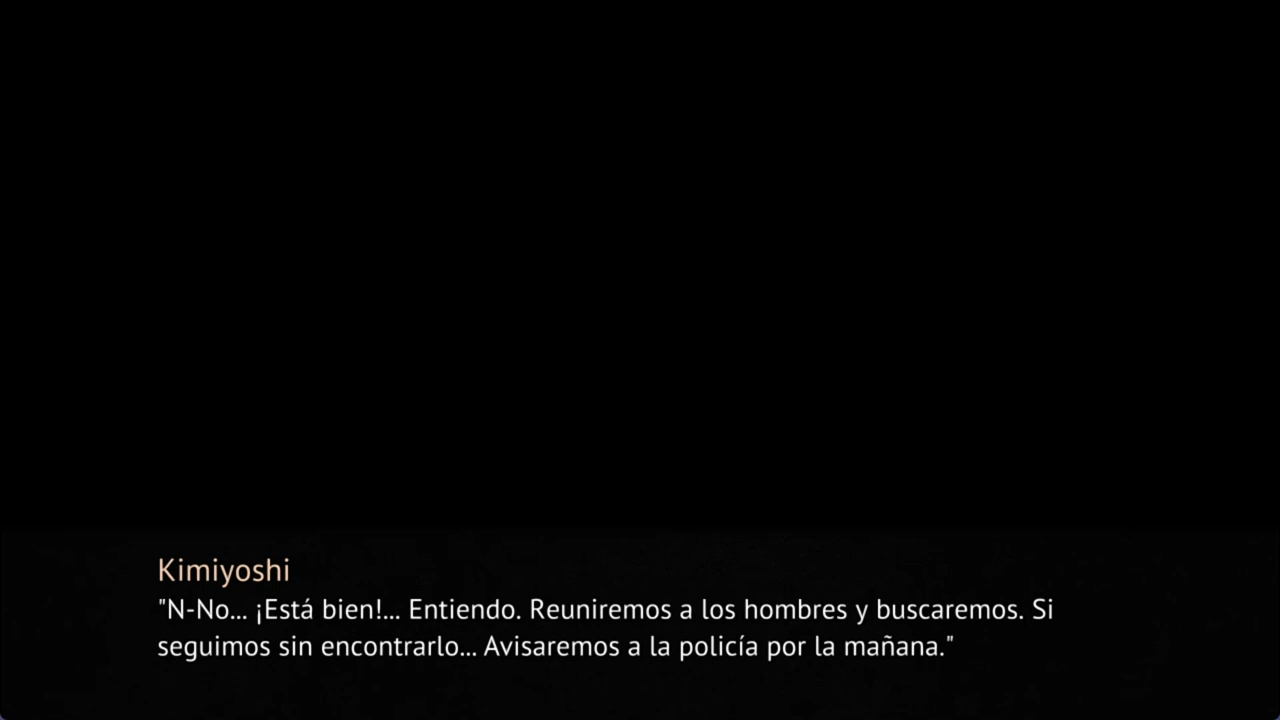 Kimiyoshi
"N-No... ¡Está bien!... Entiendo. Reuniremos a los hombres y buscaremos. Si
seguimos sin encontrarlo... Avisaremos a la policía por la mañana."